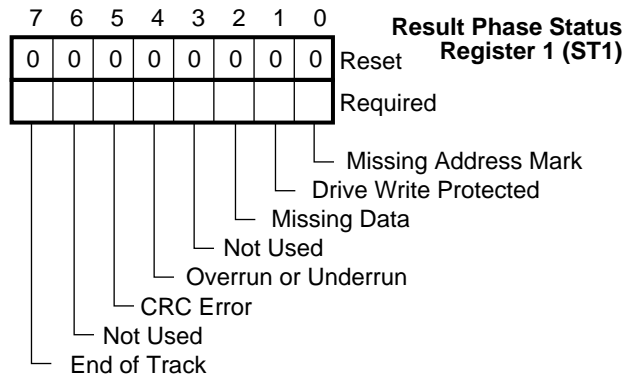 7 6 5 4 3 2 1 0
Result Phase Status
Register 1 (ST1)
0 0 0 0 0 0 0 0 Reset
Required
Missing Address Mark
Drive Write Protected
Missing Data
Not Used
Overrun or Underrun
CRC Error
Not Used
End of Track